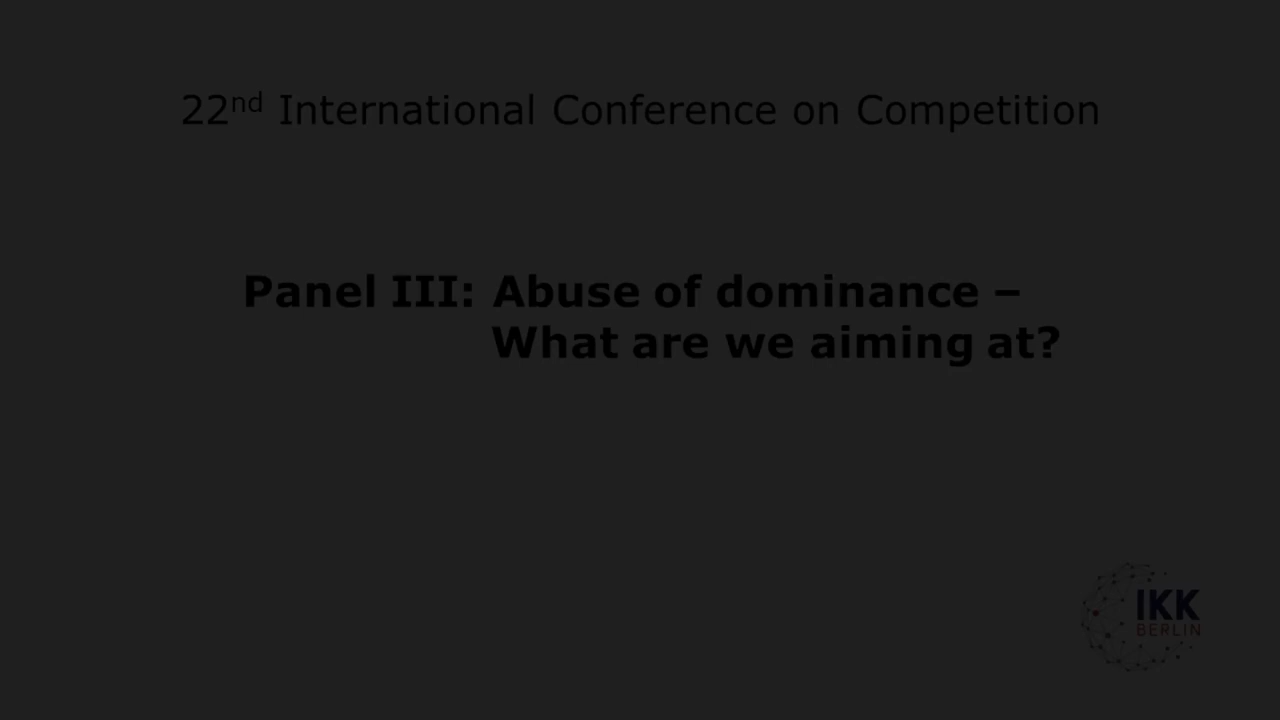 22nd International Conference on Competition
Panel III: Abuse of dominance –
What are we aiming at?
IKK
BERLIN